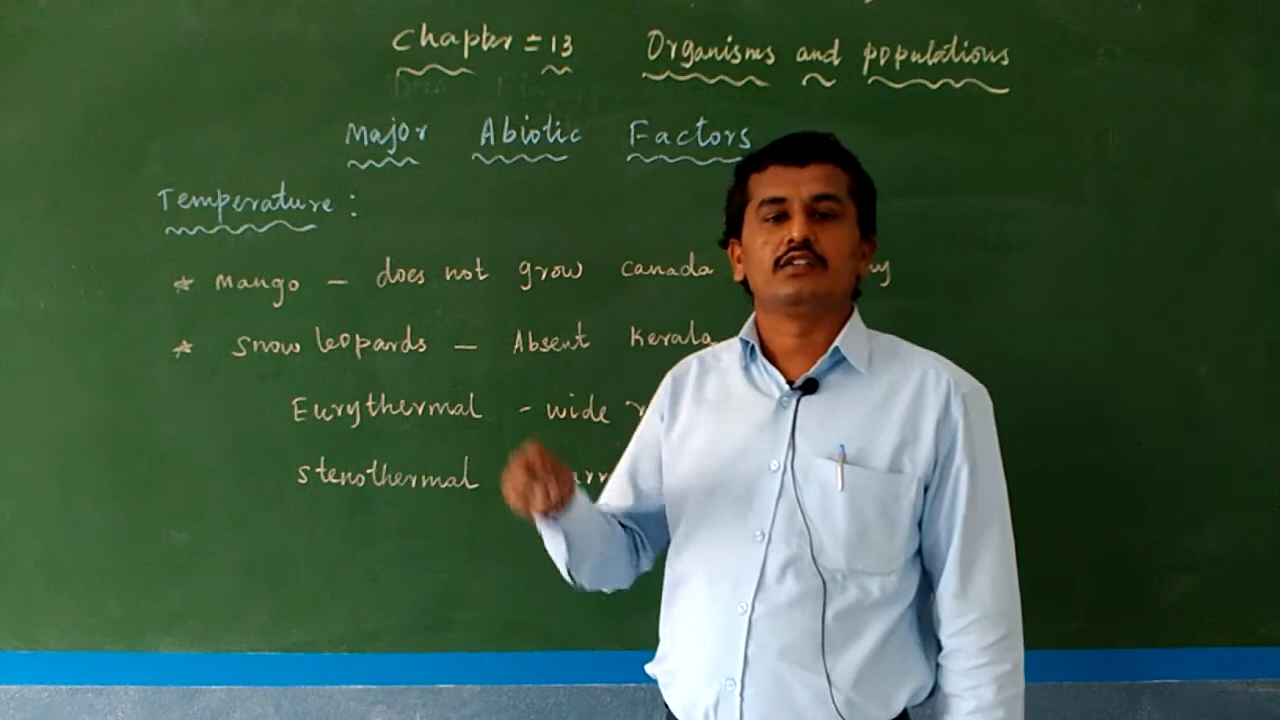 Chapter = 13 Organisms and populations
Major Abiotic Factors
Temperature :
* Mango — does not grow canada
* Snow leopards — Absent Kerala
Eurythermal - wide
Stenothermal